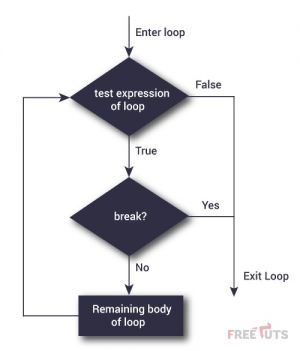 Enter loop
test expression
of loop
False
True
break?
Yes
No
Exit Loop
Remaining body
of loop
FREETUTS